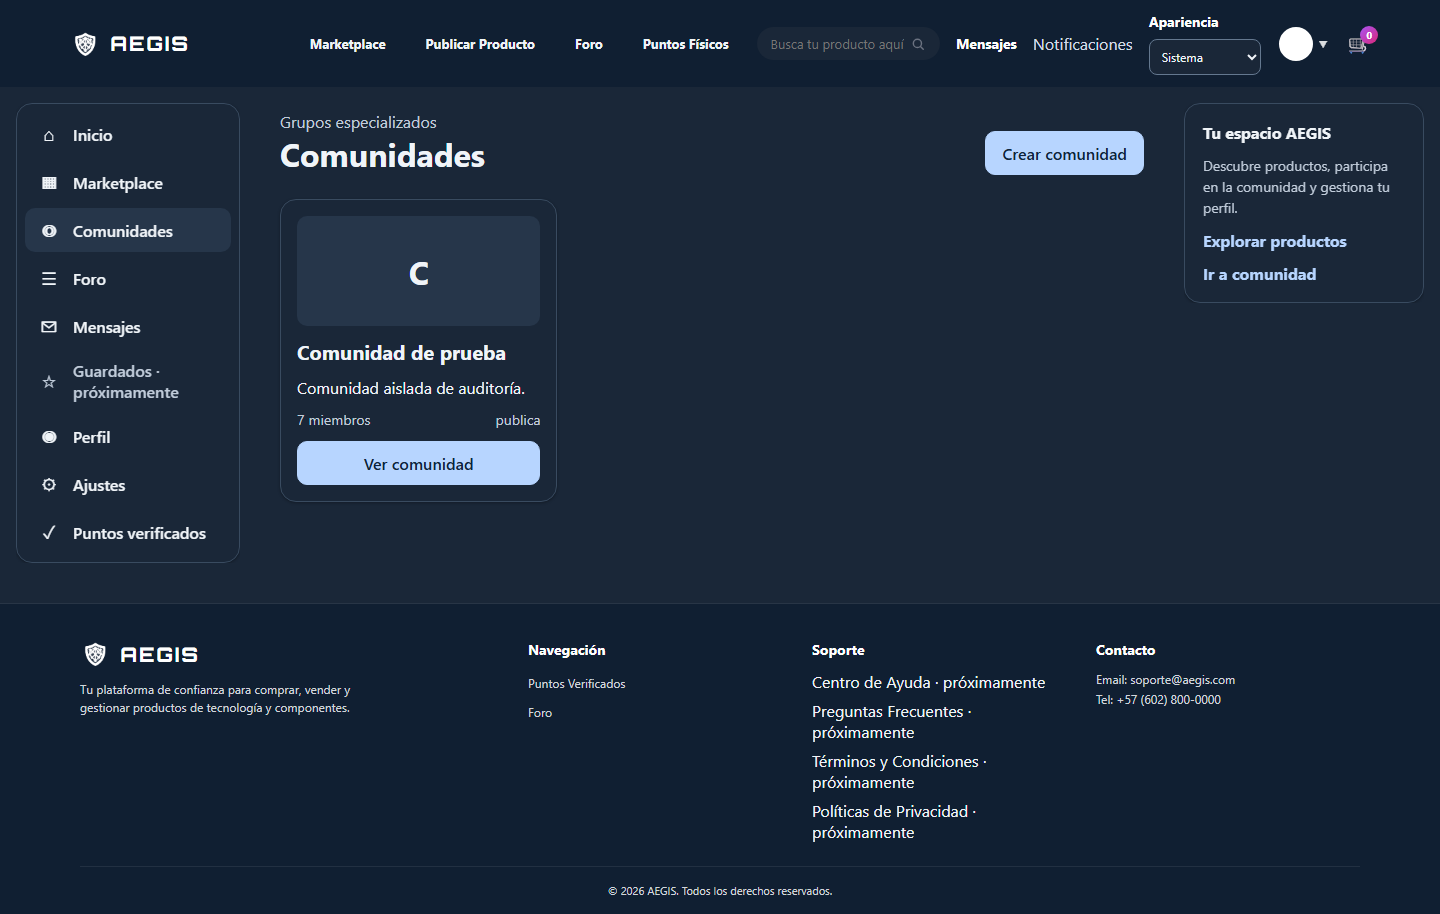 AEGIS
Marketplace
Publicar Producto
Foro
Puntos Físicos
Busca tu producto aquí
Mensajes
Notificaciones
Apariencia
Sistema
0
Inicio
Marketplace
Comunidades
Foro
Mensajes
Guardados ·
próximamente
Perfil
Ajustes
Puntos verificados
Grupos especializados
Comunidades
Crear comunidad
C
Comunidad de prueba
Comunidad aislada de auditoría.
7 miembros
publica
Ver comunidad
Tu espacio AEGIS
Descubre productos, participa
en la comunidad y gestiona tu
perfil.
Explorar productos
Ir a comunidad
AEGIS
Tu plataforma de confianza para comprar, vender y
gestionar productos de tecnología y componentes.
Navegación
Puntos Verificados
Foro
Soporte
Centro de Ayuda · próximamente
Preguntas Frecuentes ·
próximamente
Términos y Condiciones ·
próximamente
Políticas de Privacidad ·
próximamente
Contacto
Email: soporte@aegis.com
Tel: +57 (602) 800-0000
© 2026 AEGIS. Todos los derechos reservados.